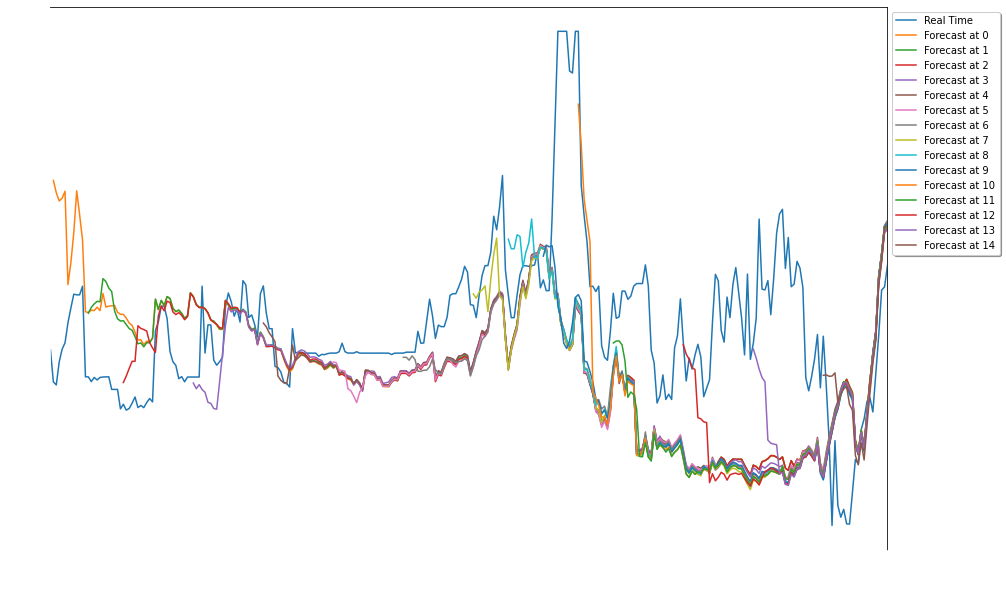 Real Time
Forecast at 0
Forecast at 1
Forecast at 2
Forecast at 3
Forecast at 4
Forecast at 5
Forecast at 6
Forecast at 7
Forecast at 8
Forecast at 9
Forecast at 10
Forecast at 11
Forecast at 12
Forecast at 13
Forecast at 14